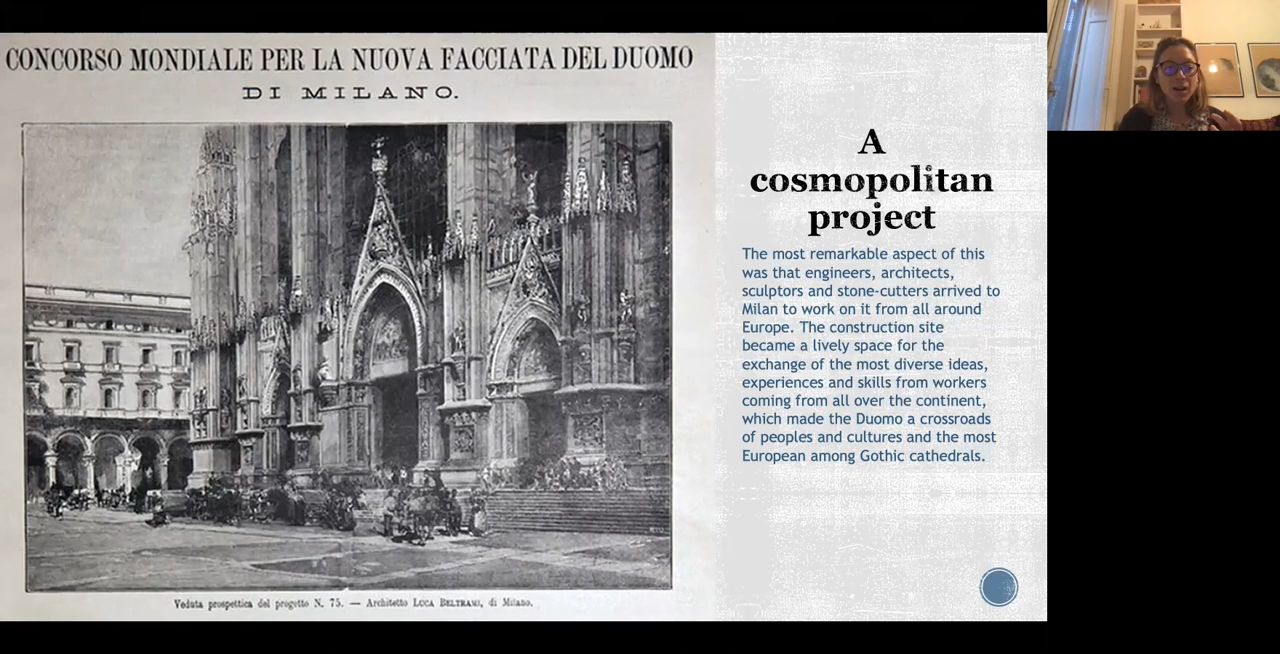 CONCORSO MONDIALE PER LA NUOVA FACCIATA DEL DUOMO
DI MILANO.
Veduta prospettica del progetto N. 75. — Architetto LUCA BELTRAMI, di Milano.
A
cosmopolitan
project
The most remarkable aspect of this
was that engineers, architects,
sculptors and stone-cutters arrived to
Milan to work on it from all around
Europe. The construction site
became a lively space for the
exchange of the most diverse ideas,
experiences and skills from workers
coming from all over the continent,
which made the Duomo a crossroads
of peoples and cultures and the most
European among Gothic cathedrals.